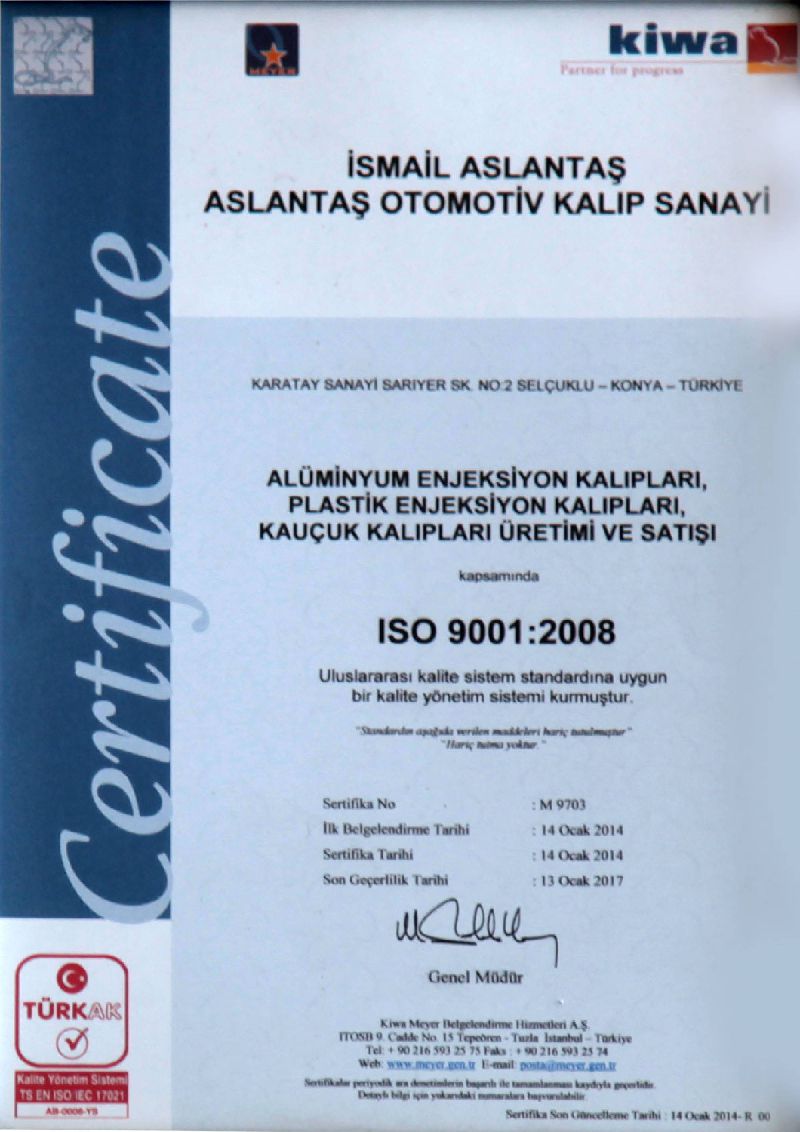 MEYER
kiwa
Partner for progress
İSMAİL ASLANTAŞ
ASLANTAŞ OTOMOTİV KALIP SANAYİ
Certificate
KARATAY SANAYİ SARIYER SK. NO:2 SELÇUKLU – KONYA – TÜRKİYE
ALÜMİNYUM ENJEKSİYON KALIPLARI,
PLASTİK ENJEKSİYON KALIPLARI,
KAUÇUK KALIPLARI ÜRETİMİ VE SATIŞI
kapsamında
ISO 9001:2008
Uluslararası kalite sistem standardına uygun
bir kalite yönetim sistemi kurmuştur.
"Standardın aşağıda verilen maddeleri hariç tutulmuştur"
"Hariç tutma yoktur."
Sertifika No : M 9703
İlk Belgelendirme Tarihi : 14 Ocak 2014
Sertifika Tarihi : 14 Ocak 2014
Son Geçerlilik Tarihi : 13 Ocak 2017
Genel Müdür
Kiwa Meyer Belgelendirme Hizmetleri A.Ş.
ITOSB 9. Cadde No. 15 Tepeören - Tuzla İstanbul – Türkiye
Tel: + 90 216 593 25 75 Faks : + 90 216 593 25 74
Web: www.meyer.gen.tr E-mail: posta@meyer.gen.tr
Sertifikalar periyodik ara denetimlerin başarılı ile tamamlanması kaydıyla geçerlidir.
Detaylı bilgi için yukarıdaki numaralara başvurulabilir.
Sertifika Son Güncelleme Tarihi : 14 Ocak 2014- R 00
TÜRKAK
Kalite Yönetim Sistemi
TS EN ISO/IEC 17021
AB-0006-YS